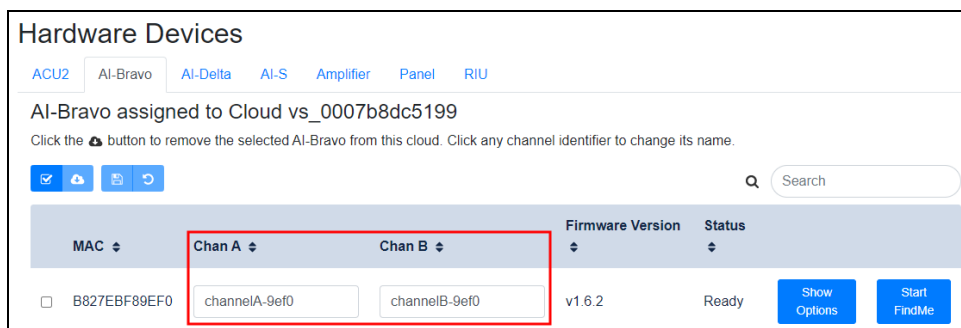 Hardware Devices
ACU2 AI-Bravo AI-Delta AI-S Amplifier Panel RIU
AI-Bravo assigned to Cloud vs_0007b8dc5199
Click the button to remove the selected AI-Bravo from this cloud. Click any channel identifier to change its name.
Search
MAC Chan A Chan B Firmware Version Status
B827EBF89EF0 channelA-9ef0 channelB-9ef0 v1.6.2 Ready Show Options Start FindMe